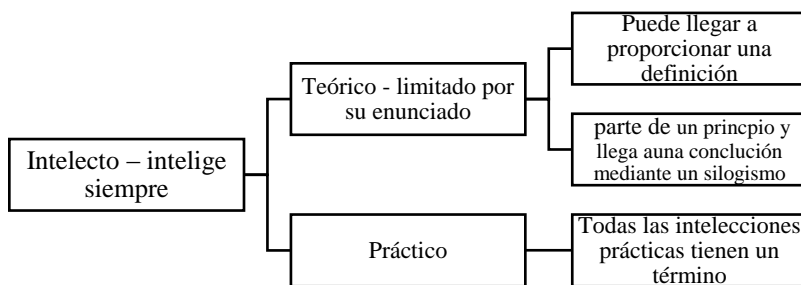 Intelecto – intelige
siempre
Teórico - limitado por
su enunciado
Puede llegar a
proporcionar una
definición
parte de un princpio y
llega auna conclución
mediante un silogismo
Práctico
Todas las intelecciones
prácticas tienen un
término